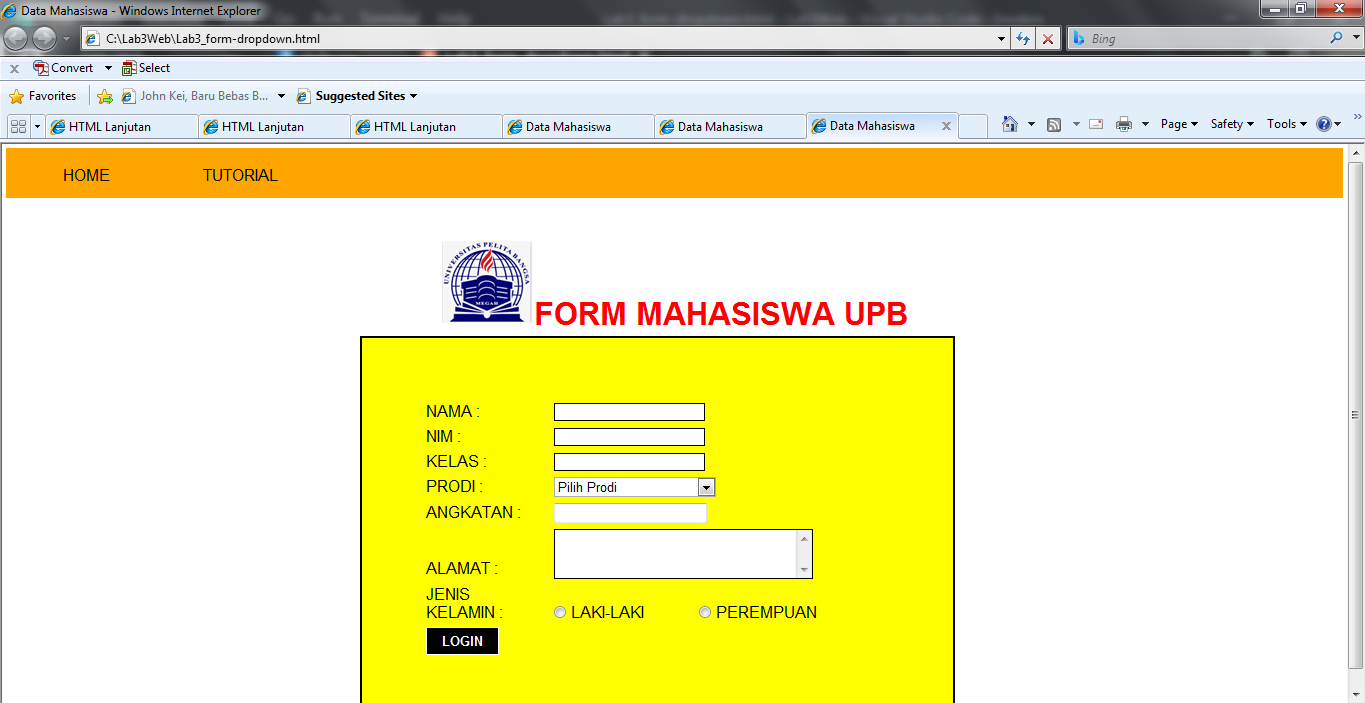 Data Mahasiswa - Windows Internet Explorer
C:\Lab3Web\Lab3_form-dropdown.html
Bing
x Convert Select
Favorites John Kei, Baru Bebas B... Suggested Sites
HTML Lanjutan HTML Lanjutan HTML Lanjutan Data Mahasiswa Data Mahasiswa Data Mahasiswa x Page Safety Tools
HOME TUTORIAL
UNIVERSITAS PELITA BANGSA
MEGAH
FORM MAHASISWA UPB
NAMA :
NIM :
KELAS :
PRODI : Pilih Prodi
ANGKATAN :
ALAMAT :
JENIS
KELAMIN : LAKI-LAKI PEREMPUAN
LOGIN